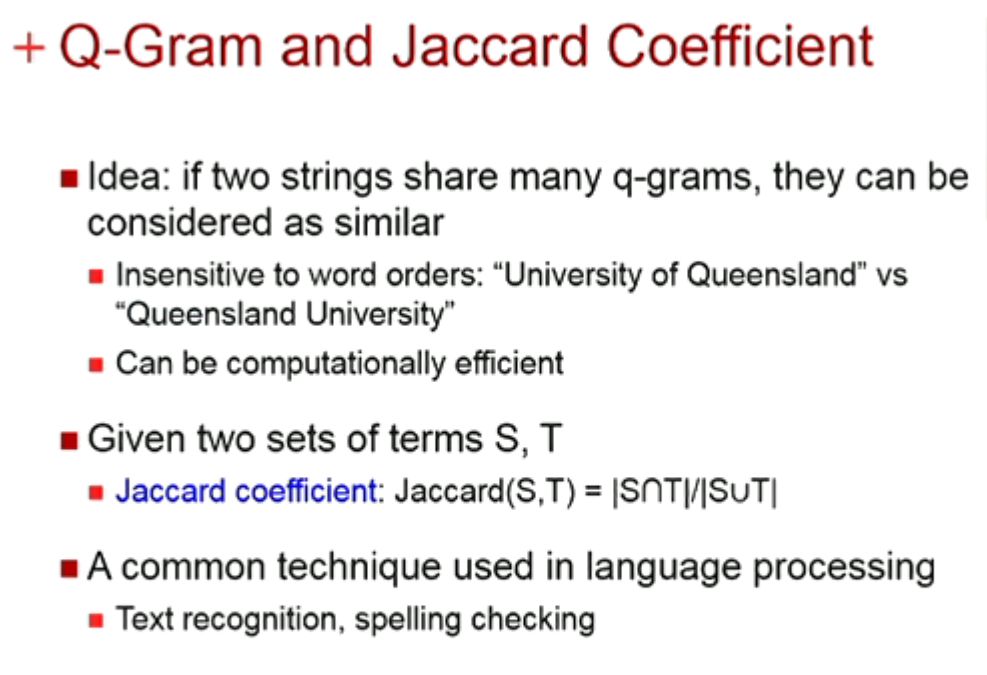 + Q-Gram and Jaccard Coefficient
■ Idea: if two strings share many q-grams, they can be
considered as similar
■ Insensitive to word orders: “University of Queensland” vs
“Queensland University”
■ Can be computationally efficient
■ Given two sets of terms S, T
■ Jaccard coefficient: Jaccard(S,T) = |S∩T|/|S∪T|
■ A common technique used in language processing
■ Text recognition, spelling checking